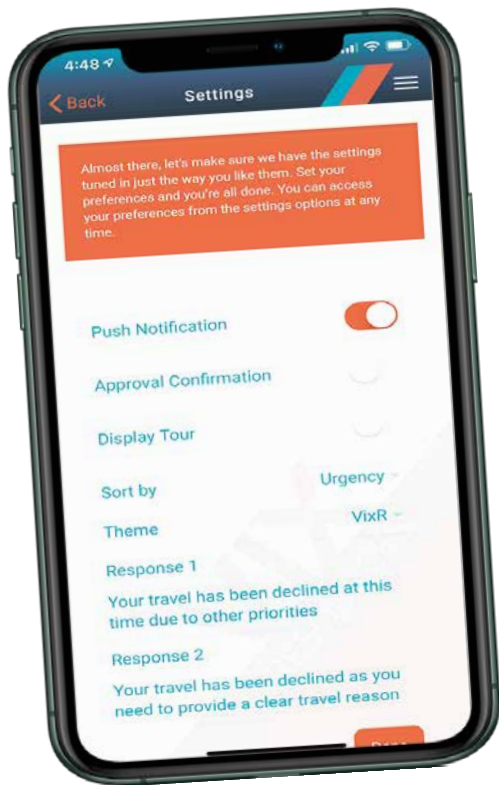 4:48
Back
Settings
Almost there, let's make sure we have the settings
tuned in just the way you like them. Set your
preferences and you're all done. You can access
your preferences from the settings options at any
time.
Push Notification
Approval Confirmation
Display Tour
Sort by
Urgency
Theme
VixR
Response 1
Your travel has been declined at this
time due to other priorities
Response 2
Your travel has been declined as you
need to provide a clear travel reason